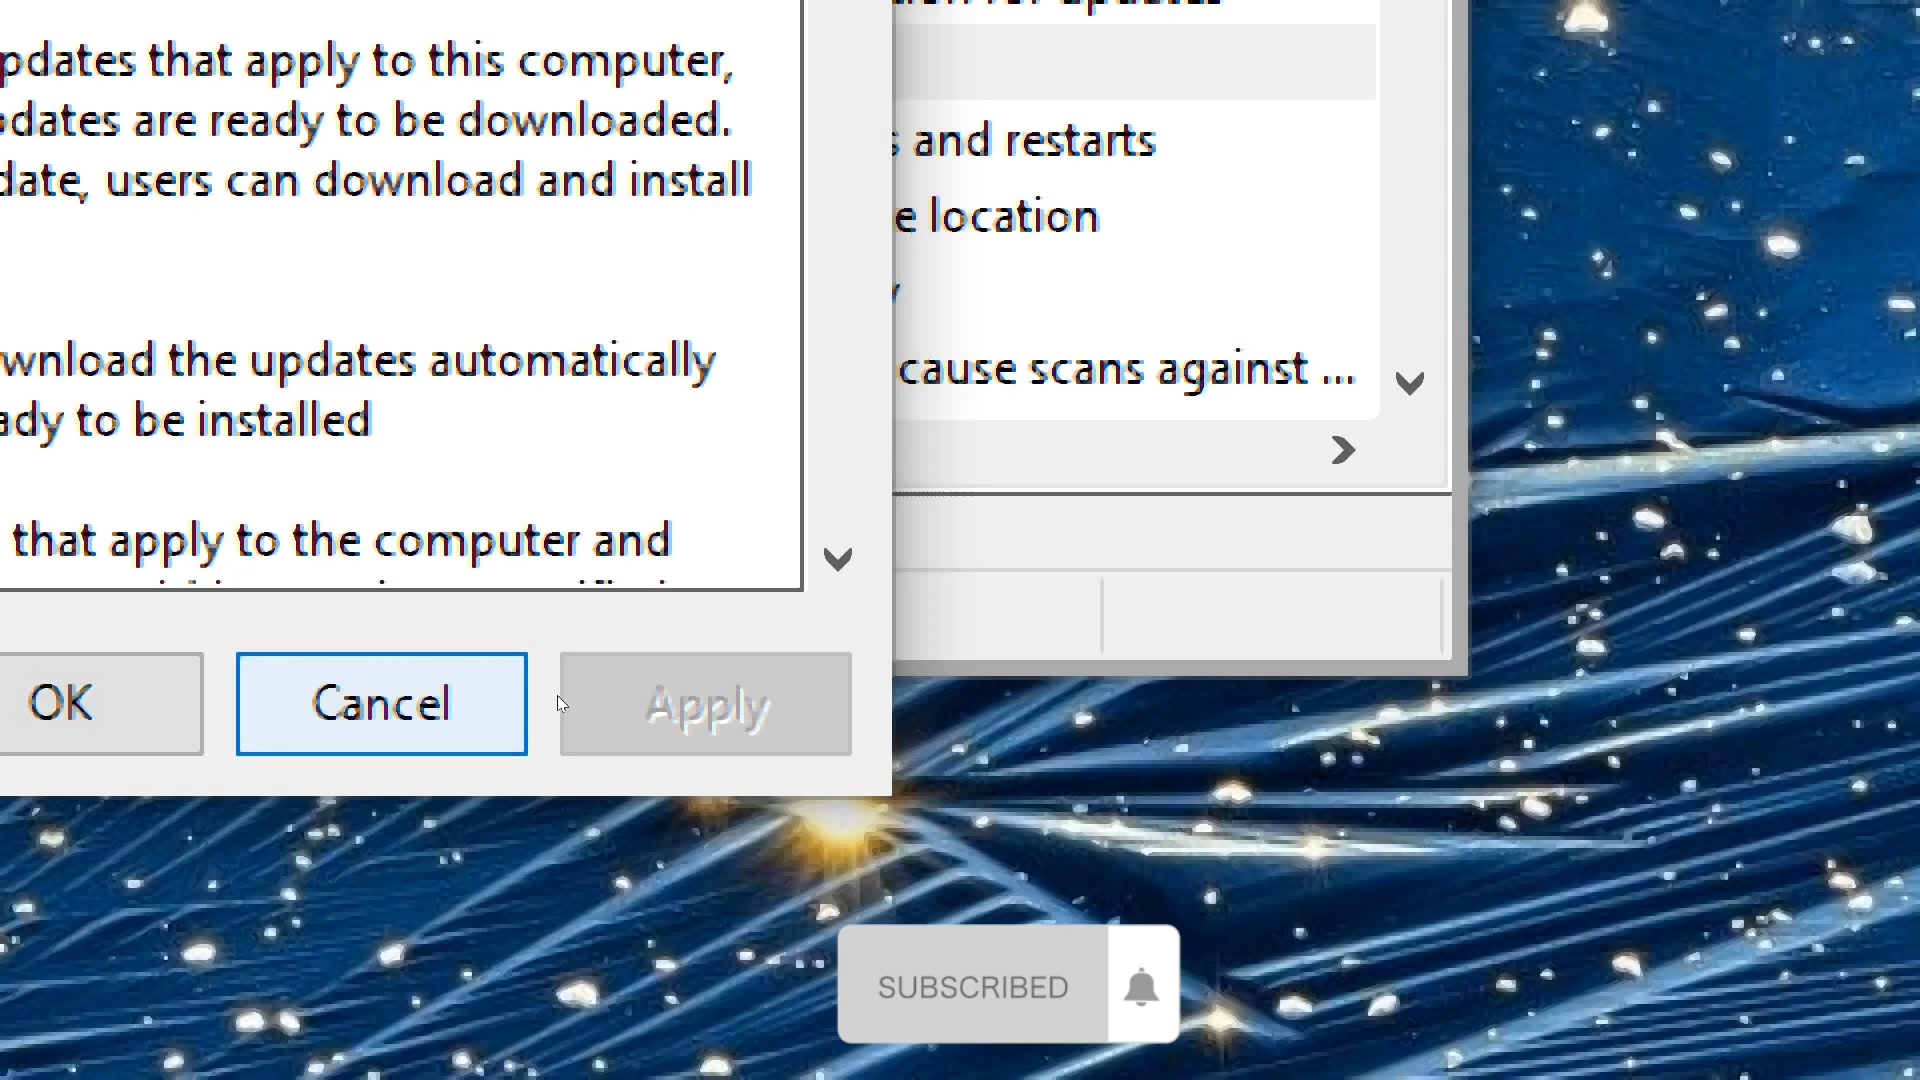 updates
pdates that apply to this computer,
dates are ready to be downloaded.
date, users can download and install
and restarts
e location
wnload the updates automatically
ady to be installed
cause scans against ...
that apply to the computer and
OK
Cancel
Apply
SUBSCRIBED